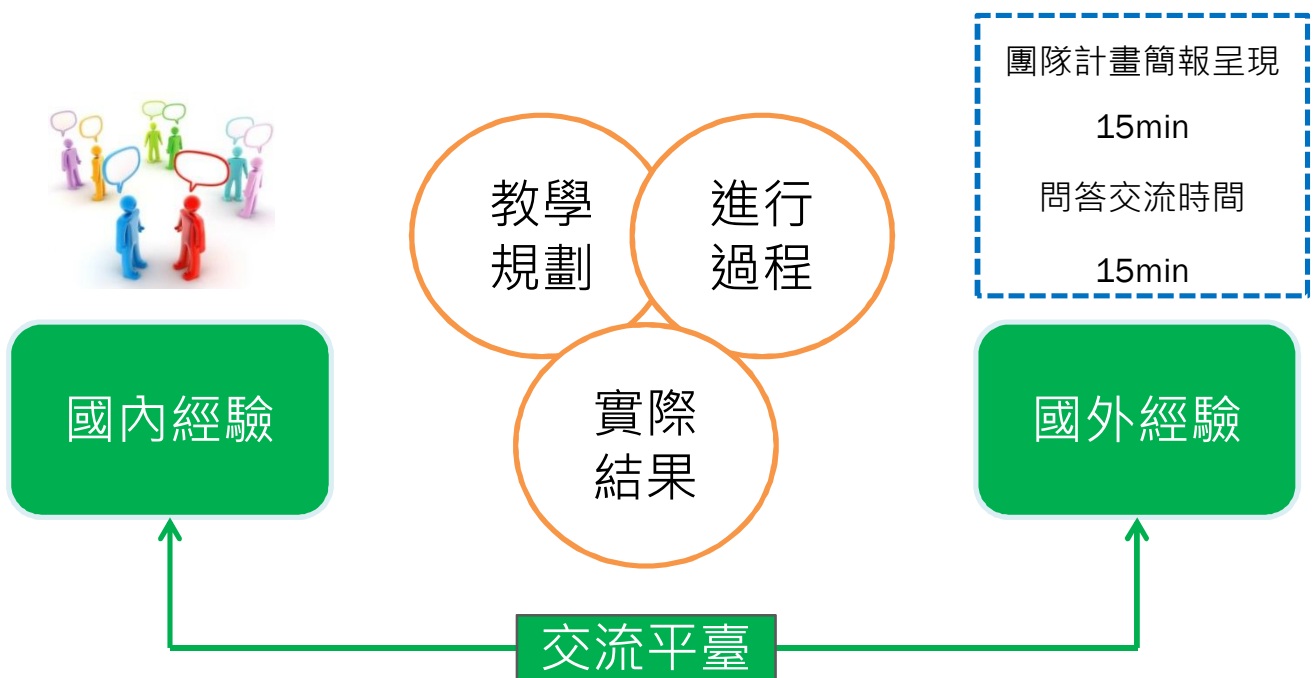 團隊計畫簡報呈現
15min
問答交流時間
15min
教學
規劃
進行
過程
實際
結果
國內經驗
國外經驗
交流平臺